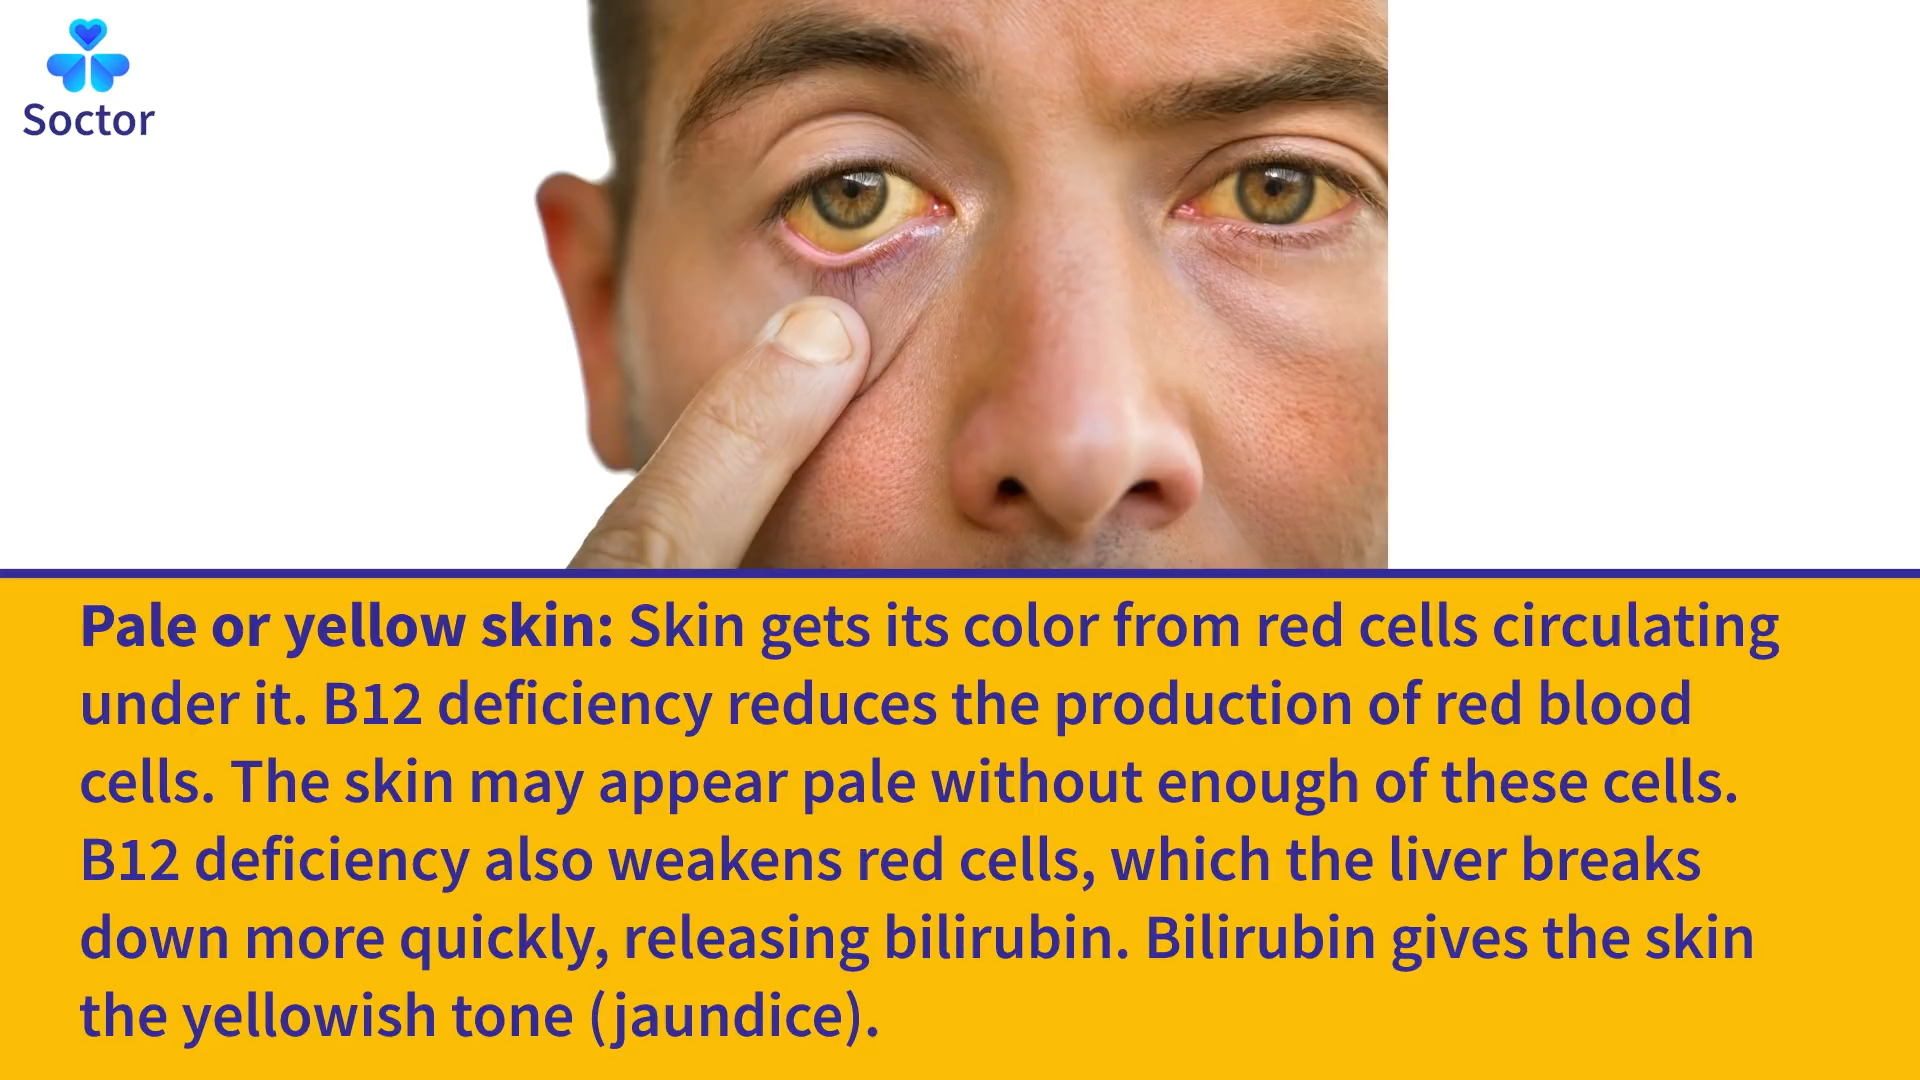 Soctor
Pale or yellow skin: Skin gets its color from red cells circulating
under it. B12 deficiency reduces the production of red blood
cells. The skin may appear pale without enough of these cells.
B12 deficiency also weakens red cells, which the liver breaks
down more quickly, releasing bilirubin. Bilirubin gives the skin
the yellowish tone (jaundice).